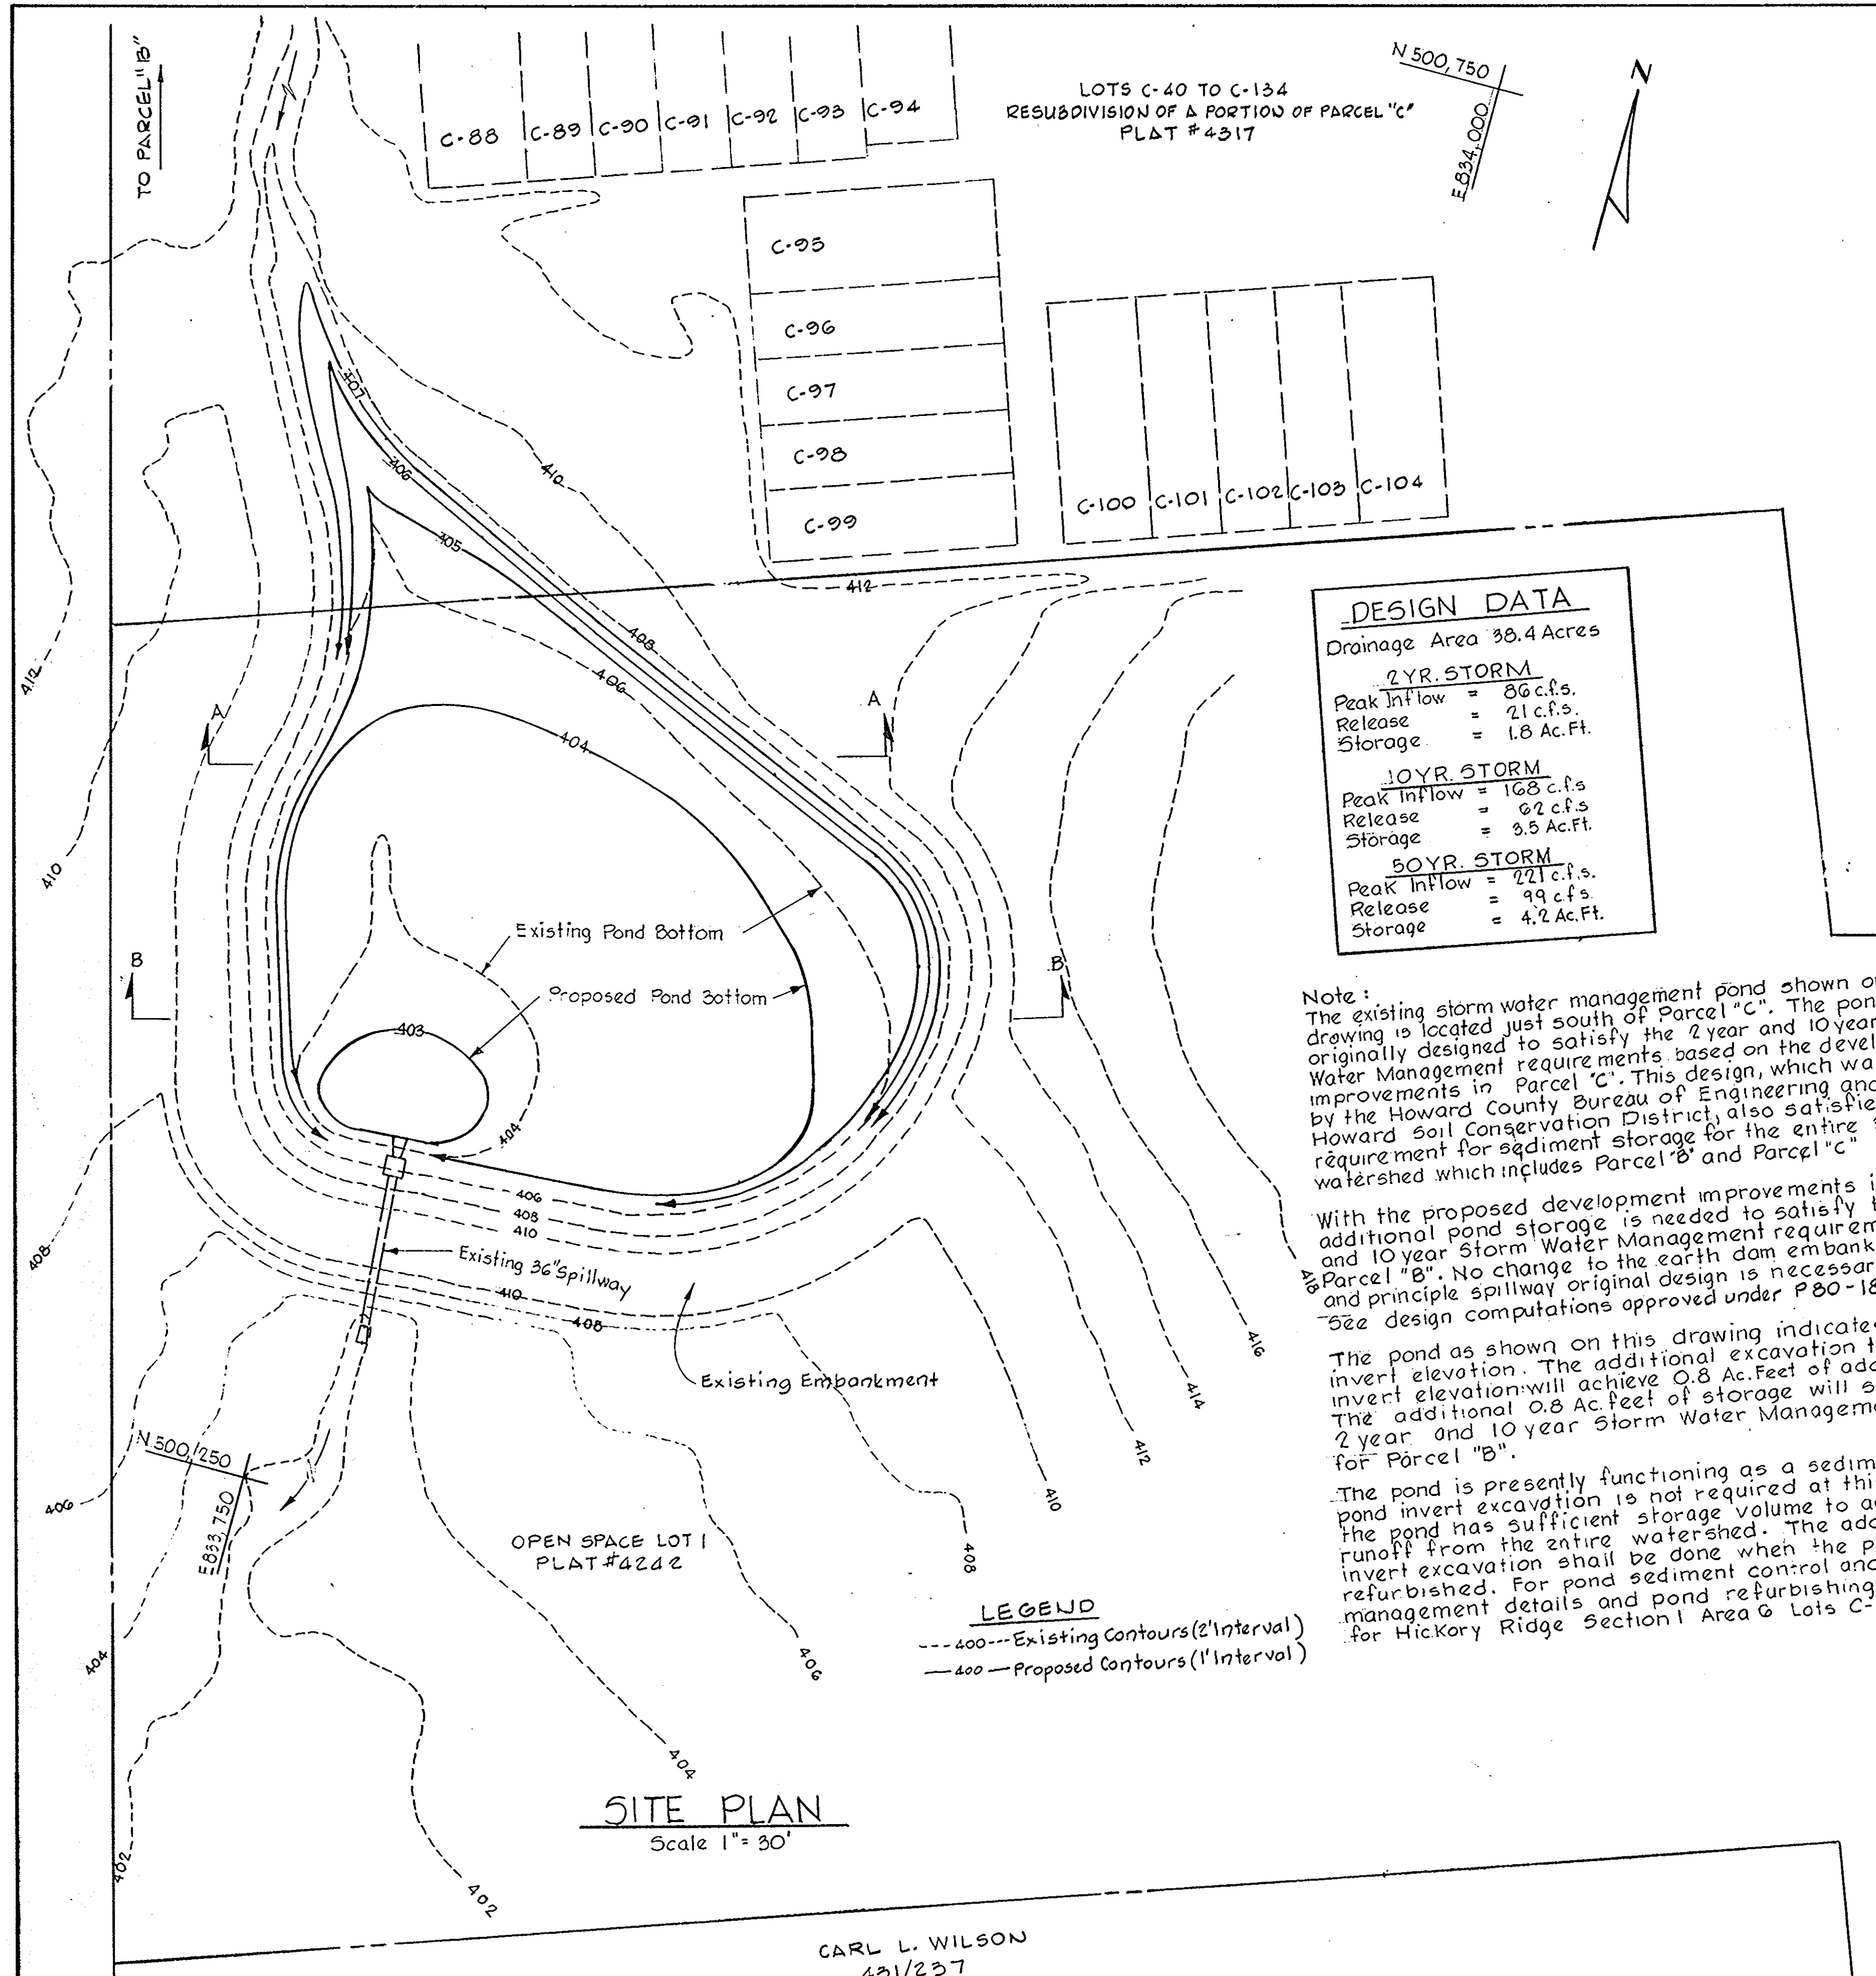 TO PARCEL "B"
C-88
C-89
C-90
C-91
C-92
C-93
C-94
LOTS C-40 TO C-134
RESUBDIVISION OF A PORTION OF PARCEL "C"
PLAT #4317
N 500,750
E 834,000
N
C-95
C-96
C-97
C-98
C-99
C-100
C-101
C-102
C-103
C-104
407
406
410
405
412
408
406
412
404
A
A
410
Existing Pond Bottom
Proposed Pond Bottom
B
B
403
404
406
408
410
Existing 36" Spillway
410
408
Existing Embankment
408
406
404
402
N 500,250
E 833,750
OPEN SPACE LOT 1
PLAT #4242
418
416
414
412
410
408
406
404
402
DESIGN DATA
Drainage Area 38.4 Acres
2 YR. STORM
Peak Inflow = 86 c.f.s.
Release = 21 c.f.s.
Storage = 1.8 Ac.Ft.
10 YR. STORM
Peak Inflow = 168 c.f.s
Release = 62 c.f.s
Storage = 3.5 Ac.Ft.
50 YR. STORM
Peak Inflow = 221 c.f.s.
Release = 99 c.f.s.
Storage = 4.2 Ac.Ft.
Note:
The existing storm water management pond shown
drawing is located just south of Parcel "C". The
originally designed to satisfy the 2 year and 10 year
Water Management requirements based on the
improvements in Parcel "C". This design, which
by the Howard County Bureau of Engineering
Howard Soil Conservation District, also
requirement for sediment storage for the entire
watershed which includes Parcel "B" and Parcel "C"
With the proposed development improvements
additional pond storage is needed to satisfy
and 10 year Storm Water Management
Parcel "B". No change to the earth dam
and principle spillway original design is
See design computations approved under
The pond as shown on this drawing
invert elevation. The additional excavation
invert elevation will achieve 0.8 Ac. Feet of
The additional 0.8 Ac. feet of storage will
2 year and 10 year Storm Water
for Parcel "B".
The pond is presently functioning as a
pond invert excavation is not required at
the pond has sufficient storage volume to
runoff from the entire watershed. The
invert excavation shall be done when the
refurbished. For pond sediment control
management details and pond refurbishing
for Hickory Ridge Section 1 Area 6 Lots
LEGEND
---400--- Existing Contours (2' Interval)
—400— Proposed Contours (1' Interval)
SITE PLAN
Scale 1" = 30'
CARL L. WILSON
431/237